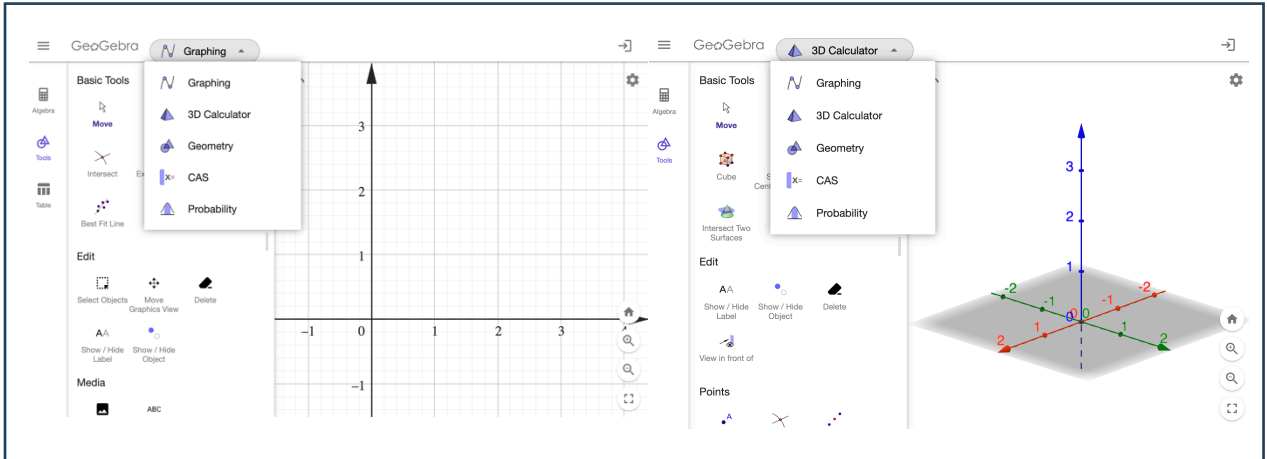 GeoGebra
Graphing
Graphing
3D Calculator
Geometry
CAS
Probability
Algebra
Tools
Table
Basic Tools
Move
Intersect
Best Fit Line
Edit
Select Objects
Move
Graphics View
Delete
AA
Show / Hide
Label
Show / Hide
Object
Media
ABC
3
2
1
−1
0
1
2
3
−1
GeoGebra
3D Calculator
Graphing
3D Calculator
Geometry
x=
CAS
Probability
Algebra
Tools
Basic Tools
Move
Cube
Intersect Two
Surfaces
Edit
AA
Show / Hide
Label
Show / Hide
Object
Delete
View in front of
Points
A
3
2
1
0
-2
-1
0
1
2
-2
-1
0
1
2